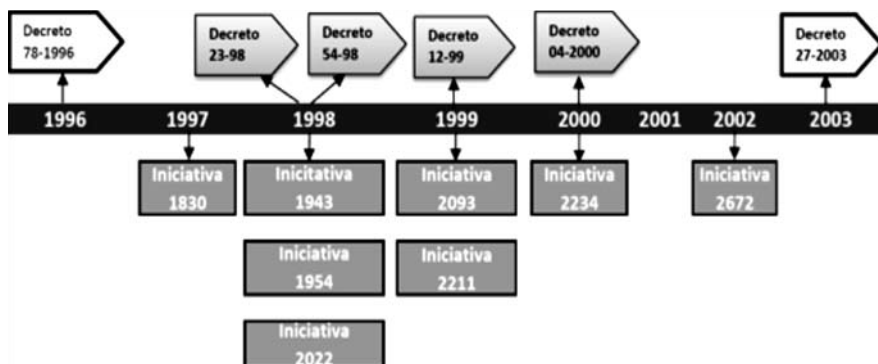 Decreto
78-1996
Decreto
23-98
Decreto
54-98
Decreto
12-99
Decreto
04-2000
Decreto
27-2003
1996 1997 1998 1999 2000 2001 2002 2003
Iniciativa
1830
Inicitativa
1943
Iniciativa
2093
Iniciativa
2234
Iniciativa
2672
Iniciativa
1954
Iniciativa
2211
Iniciativa
2022